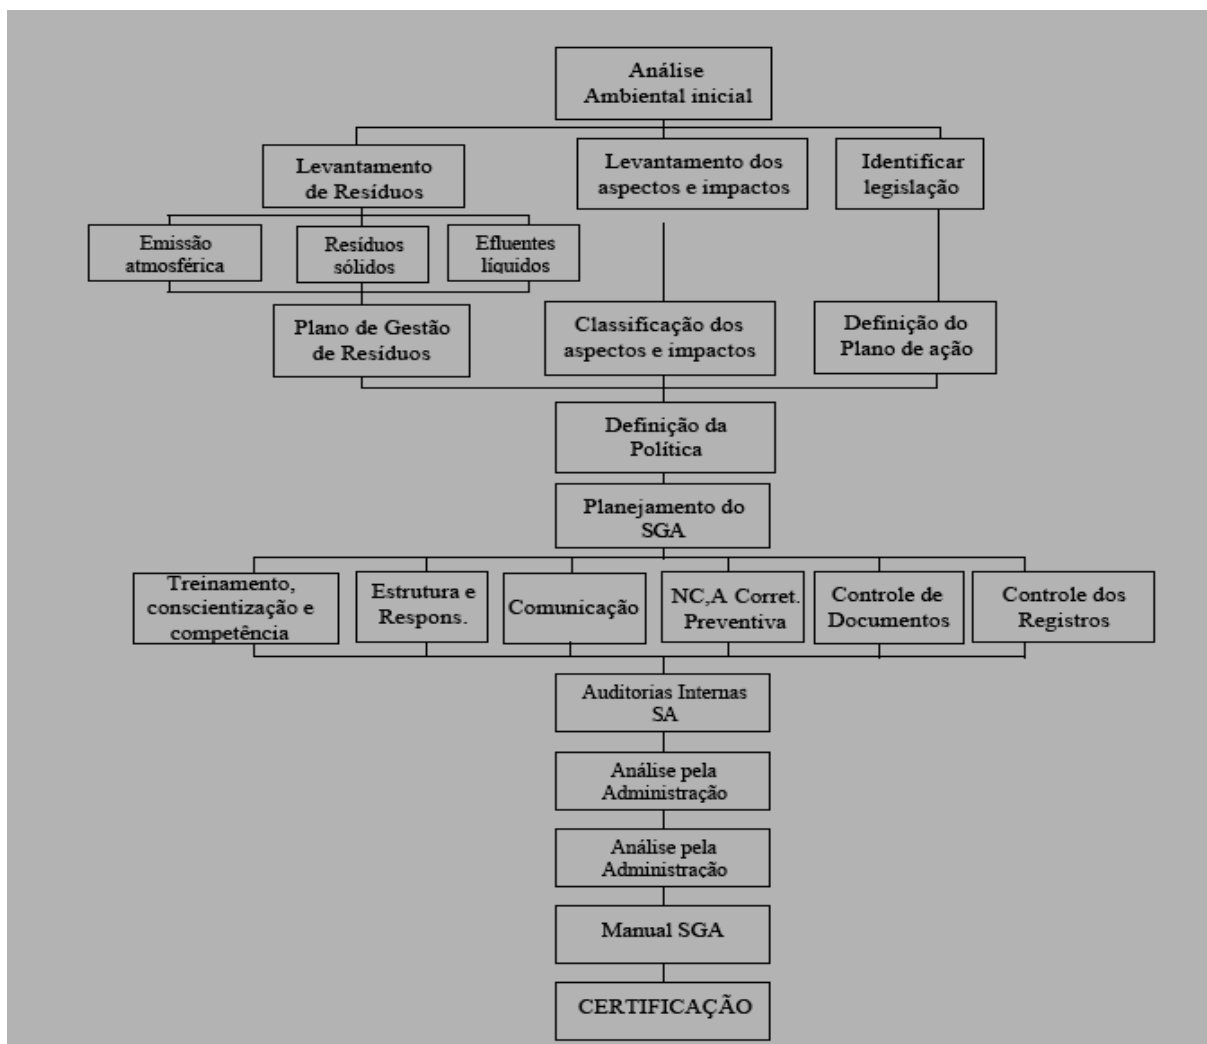 Análise
Ambiental inicial
Levantamento
de Resíduos
Levantamento dos
aspectos e impactos
Identificar
legislação
Emissão
atmosférica
Resíduos
sólidos
Efluentes
líquidos
Plano de Gestão
de Resíduos
Classificação dos
aspectos e impactos
Definição do
Plano de ação
Definição da
Política
Planejamento do
SGA
Treinamento,
conscientização e
competência
Estrutura e
Respons.
Comunicação
NC,A Corret.
Preventiva
Controle de
Documentos
Controle dos
Registros
Auditorias Internas
SA
Análise pela
Administração
Análise pela
Administração
Manual SGA
CERTIFICAÇÃO